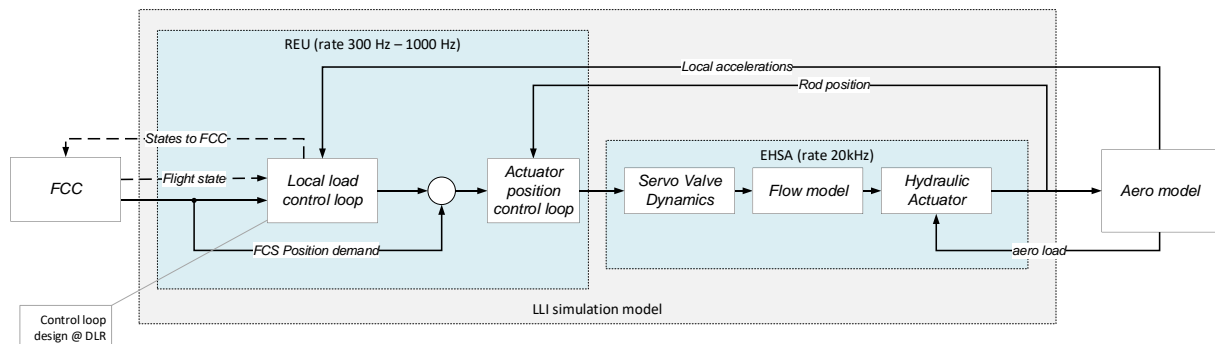 REU (rate 300 Hz – 1000 Hz)
Local accelerations
Rod position
States to FCC
EHSA (rate 20kHz)
FCC
Flight state
Local load
control loop
Actuator
position
control loop
Servo Valve
Dynamics
Flow model
Hydraulic
Actuator
Aero model
FCS Position demand
aero load
LLI simulation model
Control loop
design @ DLR